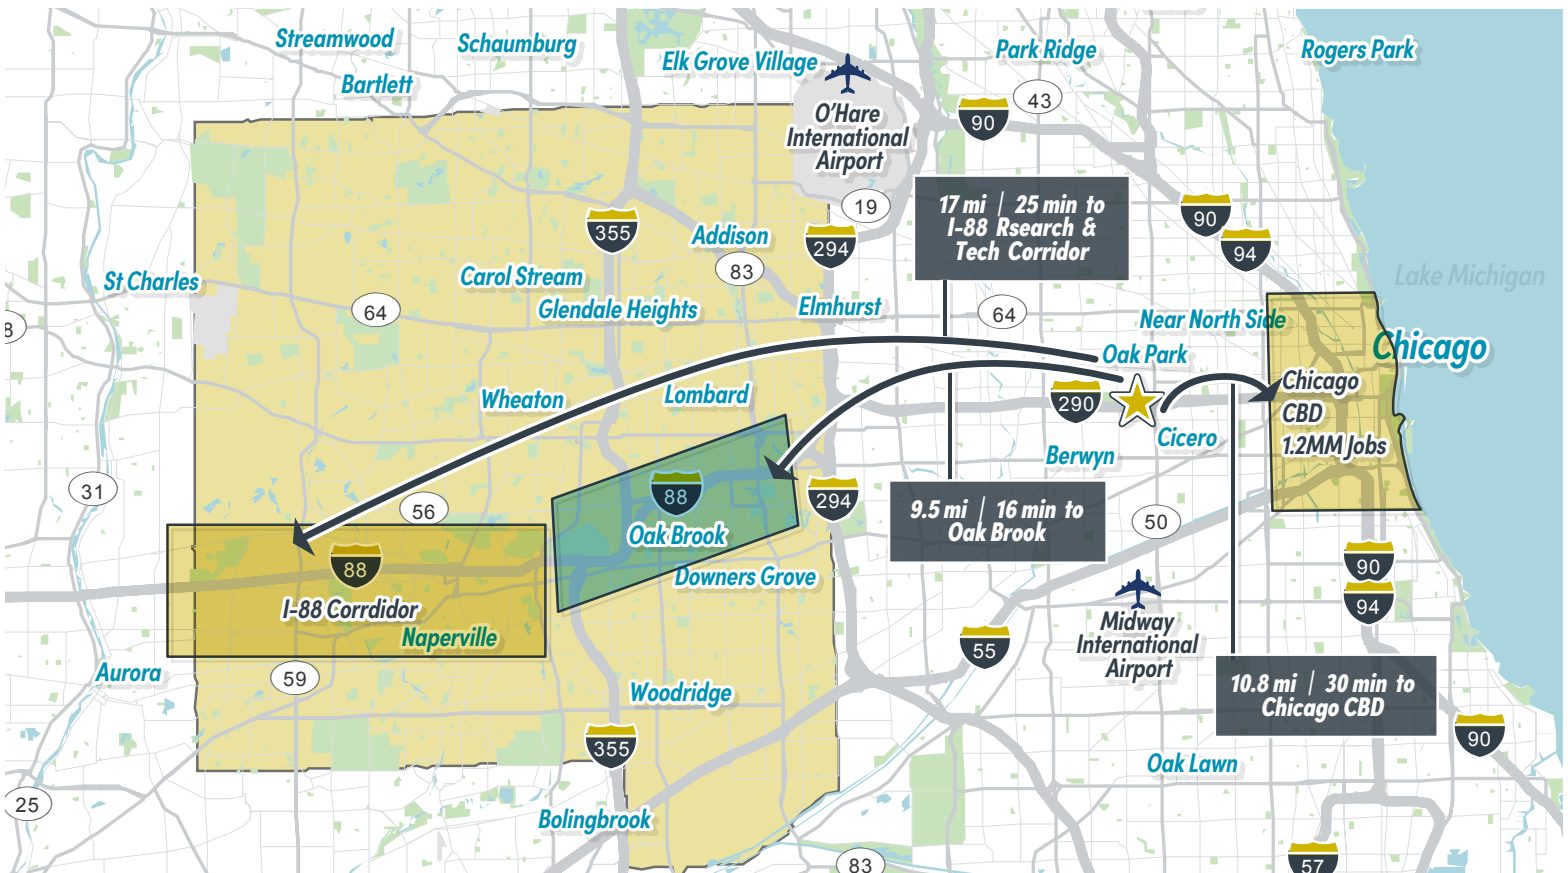 Streamwood
Schaumburg
Bartlett
Elk Grove Village
Park Ridge
Rogers Park
43
90
O'Hare
International
Airport
19
17 mi | 25 min to
I-88 Rsearch &
Tech Corridor
90
94
355
Addison
294
83
St Charles
Carol Stream
Glendale Heights
Elmhurst
64
64
8
Lake Michigan
Near North Side
Chicago
Oak Park
Wheaton
Lombard
290
Chicago
CBD
1.2MM Jobs
Cicero
Berwyn
31
56
88
Oak Brook
294
9.5 mi | 16 min to
Oak Brook
50
88
I-88 Corrdidor
Naperville
Downers Grove
90
94
Midway
International
Airport
55
Aurora
59
Woodridge
10.8 mi | 30 min to
Chicago CBD
355
90
Oak Lawn
25
Bolingbrook
83
57